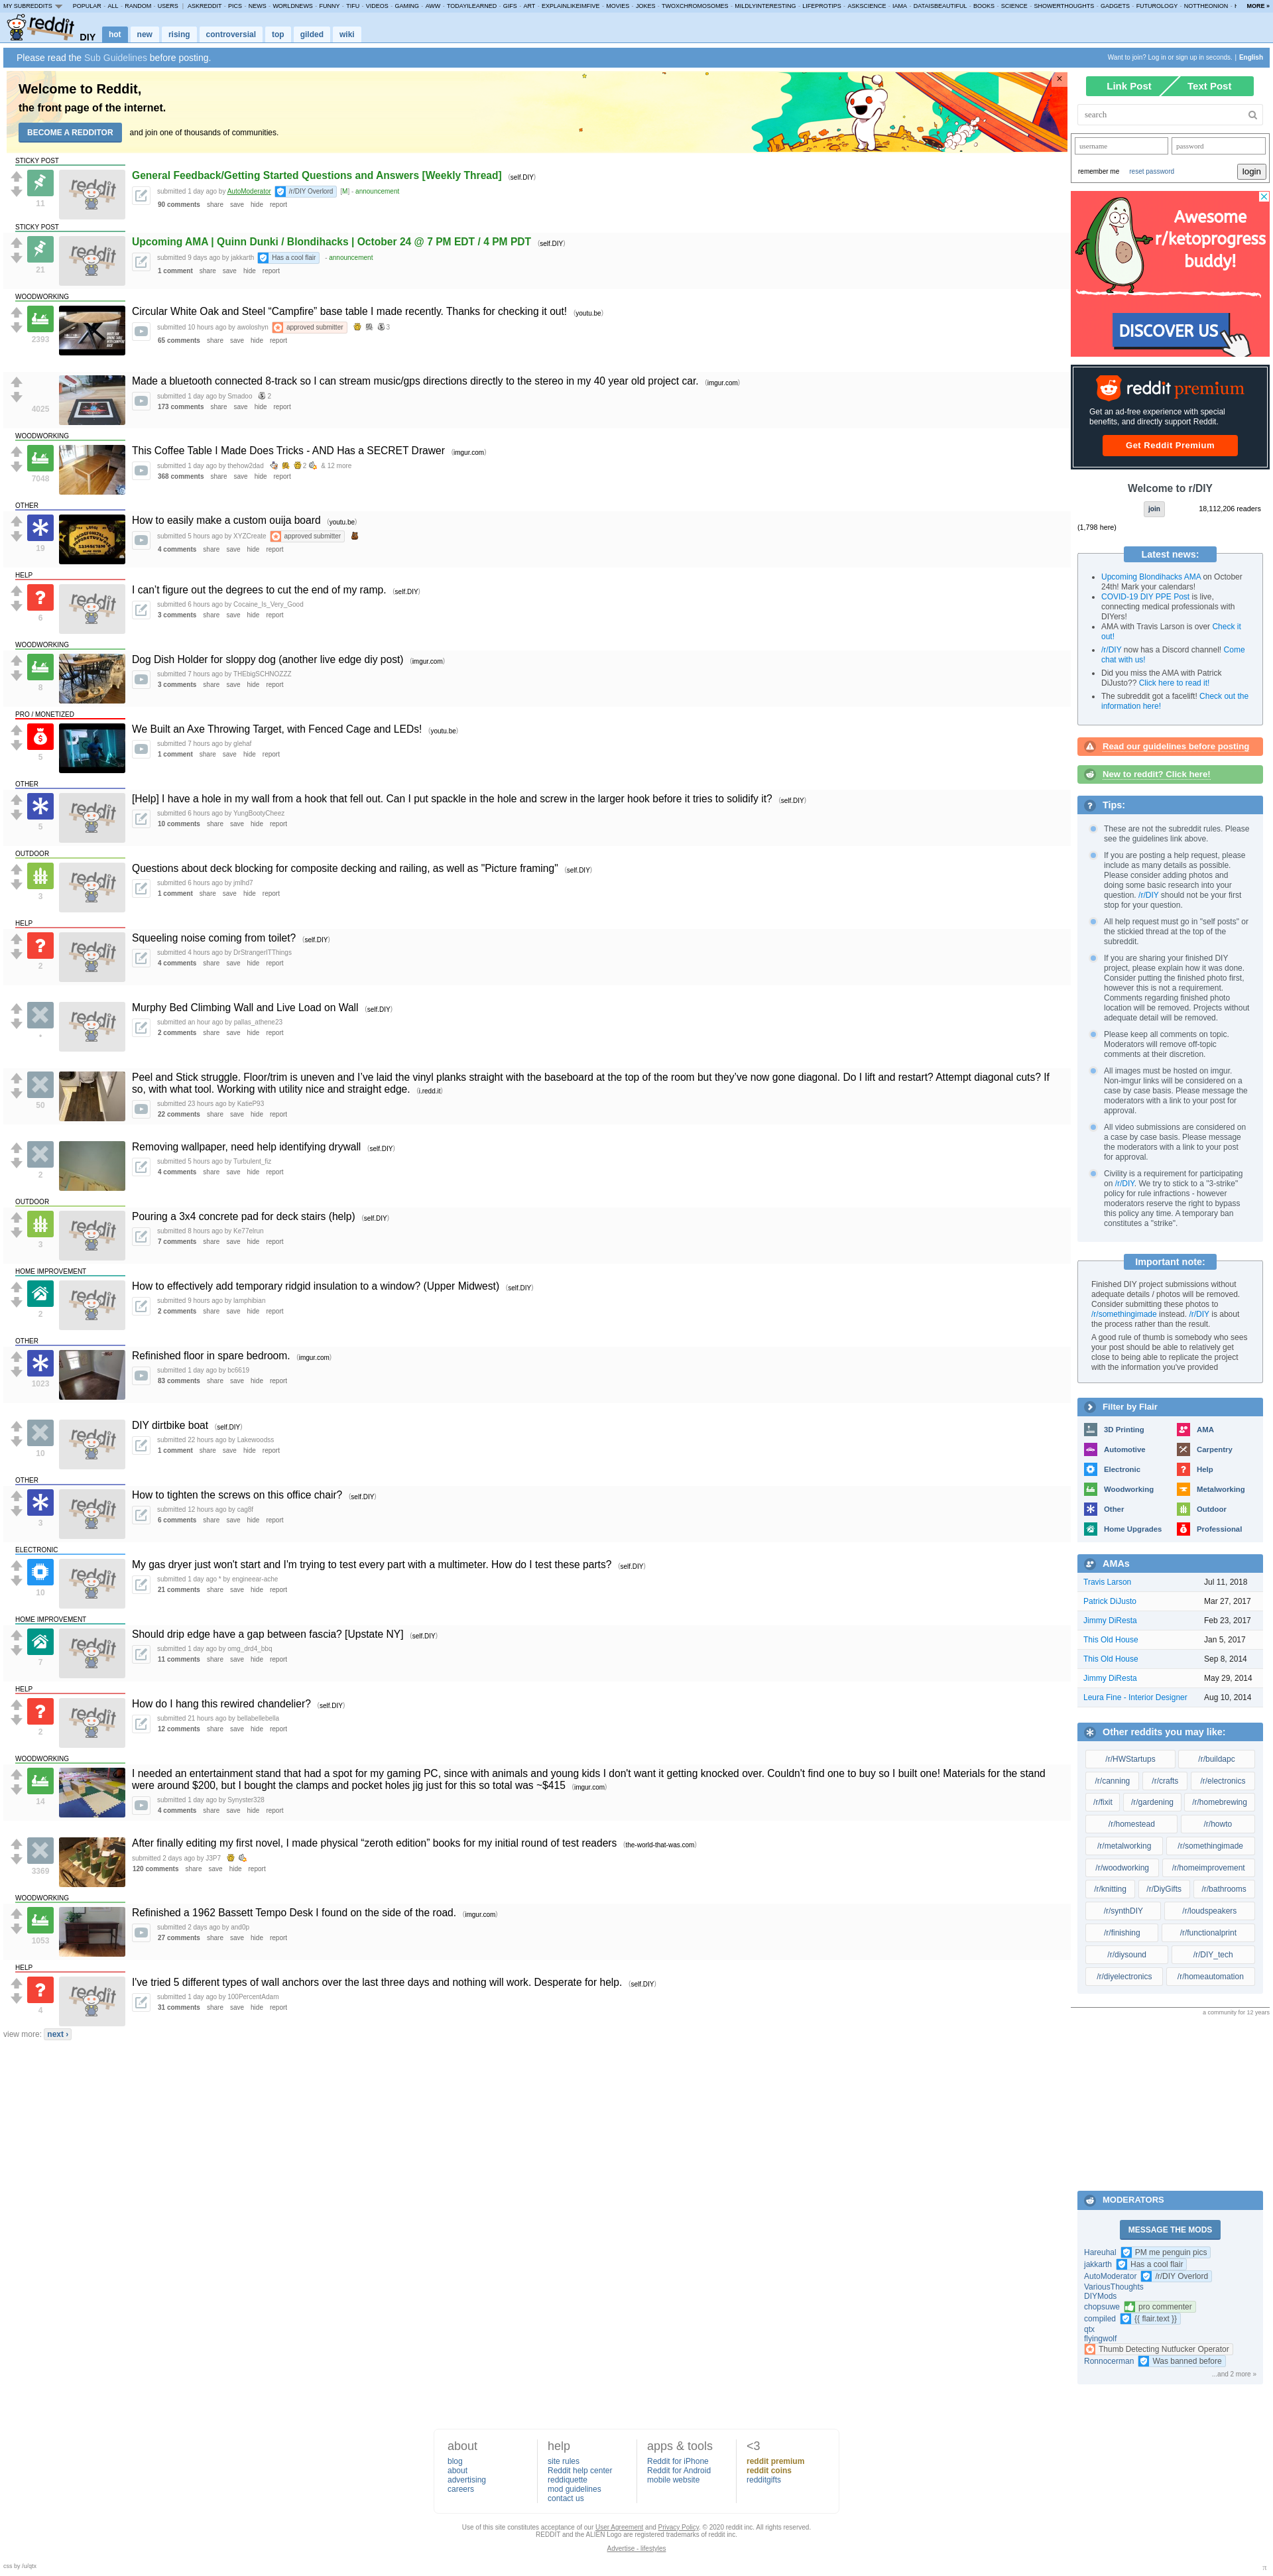 MY SUBREDDITS POPULAR - ALL - RANDOM - USERS | ASKREDDIT - PICS - NEWS - WORLDNEWS - FUNNY - TIFU - VIDEOS - GAMING - AWW - TODAYILEARNED - GIFS - ART - EXPLAINLIKEIMFIVE - MOVIES - JOKES - TWOXCHROMOSOMES - MILDLYINTERESTING - LIFEPROTIPS - ASKSCIENCE - IAMA - DATAISBEAUTIFUL - BOOKS - SCIENCE - SHOWERTHOUGHTS - GADGETS - FUTUROLOGY - NOTTHEONION MORE »
reddit DIY hot new rising controversial top gilded wiki
Please read the Sub Guidelines before posting.
Want to join? Log in or sign up in seconds. | English
Welcome to Reddit,
the front page of the internet.
BECOME A REDDITOR and join one of thousands of communities.
STICKY POST
General Feedback/Getting Started Questions and Answers [Weekly Thread] (self.DIY)
submitted 1 day ago by AutoModerator /r/DIY Overlord [M] - announcement
11
90 comments share save hide report
STICKY POST
Upcoming AMA | Quinn Dunki / Blondihacks | October 24 @ 7 PM EDT / 4 PM PDT (self.DIY)
submitted 9 days ago by jakkarth Has a cool flair - announcement
21
1 comment share save hide report
WOODWORKING
Circular White Oak and Steel “Campfire” base table I made recently. Thanks for checking it out! (youtu.be)
submitted 10 hours ago by awoloshyn approved submitter 3
2393
65 comments share save hide report
Made a bluetooth connected 8-track so I can stream music/gps directions directly to the stereo in my 40 year old project car. (imgur.com)
submitted 1 day ago by Smadoo 2
4025
173 comments share save hide report
WOODWORKING
This Coffee Table I Made Does Tricks - AND Has a SECRET Drawer (imgur.com)
submitted 1 day ago by thehow2dad 2 & 12 more
7048
368 comments share save hide report
OTHER
How to easily make a custom ouija board (youtu.be)
submitted 5 hours ago by XYZCreate approved submitter
19
4 comments share save hide report
HELP
I can’t figure out the degrees to cut the end of my ramp. (self.DIY)
submitted 6 hours ago by Cocaine_Is_Very_Good
6
3 comments share save hide report
WOODWORKING
Dog Dish Holder for sloppy dog (another live edge diy post) (imgur.com)
submitted 7 hours ago by THEbigSCHNOZZZ
8
3 comments share save hide report
PRO / MONETIZED
We Built an Axe Throwing Target, with Fenced Cage and LEDs! (youtu.be)
submitted 7 hours ago by glehaf
5
1 comment share save hide report
OTHER
[Help] I have a hole in my wall from a hook that fell out. Can I put spackle in the hole and screw in the larger hook before it tries to solidify it? (self.DIY)
submitted 6 hours ago by YungBootyCheez
5
10 comments share save hide report
OUTDOOR
Questions about deck blocking for composite decking and railing, as well as "Picture framing" (self.DIY)
submitted 6 hours ago by jmlhd7
3
1 comment share save hide report
HELP
Squeeling noise coming from toilet? (self.DIY)
submitted 4 hours ago by DrStrangerITThings
2
4 comments share save hide report
Murphy Bed Climbing Wall and Live Load on Wall (self.DIY)
submitted an hour ago by pallas_athene23
•
2 comments share save hide report
Peel and Stick struggle. Floor/trim is uneven and I’ve laid the vinyl planks straight with the baseboard at the top of the room but they’ve now gone diagonal. Do I lift and restart? Attempt diagonal cuts? If
so, with what tool. Working with utility nice and straight edge. (i.redd.it)
submitted 23 hours ago by KatieP93
50
22 comments share save hide report
Removing wallpaper, need help identifying drywall (self.DIY)
submitted 5 hours ago by Turbulent_fiz
2
4 comments share save hide report
OUTDOOR
Pouring a 3x4 concrete pad for deck stairs (help) (self.DIY)
submitted 8 hours ago by Ke77elrun
3
7 comments share save hide report
HOME IMPROVEMENT
How to effectively add temporary ridgid insulation to a window? (Upper Midwest) (self.DIY)
submitted 9 hours ago by lamphibian
2
2 comments share save hide report
OTHER
Refinished floor in spare bedroom. (imgur.com)
submitted 1 day ago by bc6619
1023
83 comments share save hide report
DIY dirtbike boat (self.DIY)
submitted 22 hours ago by Lakewoodss
10
1 comment share save hide report
OTHER
How to tighten the screws on this office chair? (self.DIY)
submitted 12 hours ago by cag8f
3
6 comments share save hide report
ELECTRONIC
My gas dryer just won't start and I'm trying to test every part with a multimeter. How do I test these parts? (self.DIY)
submitted 1 day ago * by engineear-ache
10
21 comments share save hide report
HOME IMPROVEMENT
Should drip edge have a gap between fascia? [Upstate NY] (self.DIY)
submitted 1 day ago by omg_drd4_bbq
7
11 comments share save hide report
HELP
How do I hang this rewired chandelier? (self.DIY)
submitted 21 hours ago by bellabellebella
2
12 comments share save hide report
WOODWORKING
I needed an entertainment stand that had a spot for my gaming PC, since with animals and young kids I don't want it getting knocked over. Couldn't find one to buy so I built one! Materials for the stand
were around $200, but I bought the clamps and pocket holes jig just for this so total was ~$415 (imgur.com)
submitted 1 day ago by Synyster328
14
4 comments share save hide report
After finally editing my first novel, I made physical “zeroth edition” books for my initial round of test readers (the-world-that-was.com)
submitted 2 days ago by J3P7
3369
120 comments share save hide report
WOODWORKING
Refinished a 1962 Bassett Tempo Desk I found on the side of the road. (imgur.com)
submitted 2 days ago by and0p
1053
27 comments share save hide report
HELP
I've tried 5 different types of wall anchors over the last three days and nothing will work. Desperate for help. (self.DIY)
submitted 1 day ago by 100PercentAdam
4
31 comments share save hide report
view more: next ›
Link Post Text Post
search
username password
remember me reset password login
Awesome
r/ketoprogress
buddy!
DISCOVER US
reddit premium
Get an ad-free experience with special
benefits, and directly support Reddit.
Get Reddit Premium
Welcome to r/DIY
join 18,112,206 readers
(1,798 here)
Latest news:
Upcoming Blondihacks AMA on October
24th! Mark your calendars!
COVID-19 DIY PPE Post is live,
connecting medical professionals with
DIYers!
AMA with Travis Larson is over Check it
out!
/r/DIY now has a Discord channel! Come
chat with us!
Did you miss the AMA with Patrick
DiJusto?? Click here to read it!
The subreddit got a facelift! Check out the
information here!
Read our guidelines before posting
New to reddit? Click here!
Tips:
These are not the subreddit rules. Please
see the guidelines link above.
If you are posting a help request, please
include as many details as possible.
Please consider adding photos and
doing some basic research into your
question. /r/DIY should not be your first
stop for your question.
All help request must go in "self posts" or
the stickied thread at the top of the
subreddit.
If you are sharing your finished DIY
project, please explain how it was done.
Consider putting the finished photo first,
however this is not a requirement.
Comments regarding finished photo
location will be removed. Projects without
adequate detail will be removed.
Please keep all comments on topic.
Moderators will remove off-topic
comments at their discretion.
All images must be hosted on imgur.
Non-imgur links will be considered on a
case by case basis. Please message the
moderators with a link to your post for
approval.
All video submissions are considered on
a case by case basis. Please message
the moderators with a link to your post
for approval.
Civility is a requirement for participating
on /r/DIY. We try to stick to a "3-strike"
policy for rule infractions - however
moderators reserve the right to bypass
this policy any time. A temporary ban
constitutes a "strike".
Important note:
Finished DIY project submissions without
adequate details / photos will be removed.
Consider submitting these photos to
/r/somethingimade instead. /r/DIY is about
the process rather than the result.
A good rule of thumb is somebody who sees
your post should be able to relatively get
close to being able to replicate the project
with the information you've provided
Filter by Flair
3D Printing AMA
Automotive Carpentry
Electronic Help
Woodworking Metalworking
Other Outdoor
Home Upgrades Professional
AMAs
Travis Larson Jul 11, 2018
Patrick DiJusto Mar 27, 2017
Jimmy DiResta Feb 23, 2017
This Old House Jan 5, 2017
This Old House Sep 8, 2014
Jimmy DiResta May 29, 2014
Leura Fine - Interior Designer Aug 10, 2014
Other reddits you may like:
/r/HWStartups /r/buildapc
/r/canning /r/crafts /r/electronics
/r/fixit /r/gardening /r/homebrewing
/r/homestead /r/howto
/r/metalworking /r/somethingimade
/r/woodworking /r/homeimprovement
/r/knitting /r/DiyGifts /r/bathrooms
/r/synthDIY /r/loudspeakers
/r/finishing /r/functionalprint
/r/diysound /r/DIY_tech
/r/diyelectronics /r/homeautomation
a community for 12 years
MODERATORS
MESSAGE THE MODS
Hareuhal PM me penguin pics
jakkarth Has a cool flair
AutoModerator /r/DIY Overlord
VariousThoughts
DIYMods
chopsuwe pro commenter
compiled {{ flair.text }}
qtx
flyingwolf
Thumb Detecting Nutfucker Operator
Ronnocerman Was banned before
...and 2 more »
about
blog
about
advertising
careers
help
site rules
Reddit help center
reddiquette
mod guidelines
contact us
apps & tools
Reddit for iPhone
Reddit for Android
mobile website
<3
reddit premium
reddit coins
redditgifts
Use of this site constitutes acceptance of our User Agreement and Privacy Policy. © 2020 reddit inc. All rights reserved.
REDDIT and the ALIEN Logo are registered trademarks of reddit inc.
Advertise - lifestyles
css by /u/qtx
π